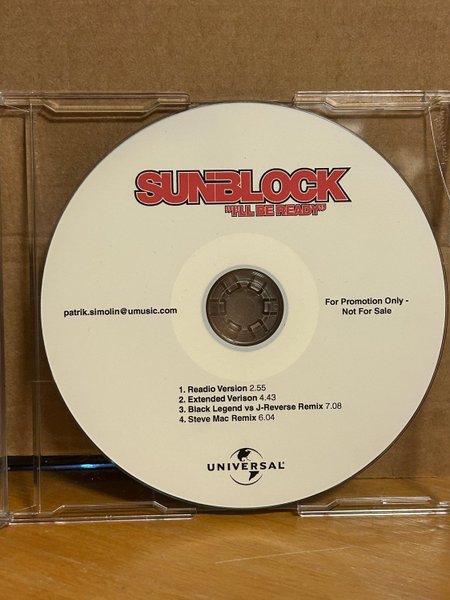 SUNBLOCK
"I'LL BE READY"
patrik.simolin@umusic.com
For Promotion Only -
Not For Sale
1. Readio Version 2.55
2. Extended Verison 4.43
3. Black Legend vs J-Reverse Remix 7.08
4. Steve Mac Remix 6.04
UNIVERSAL